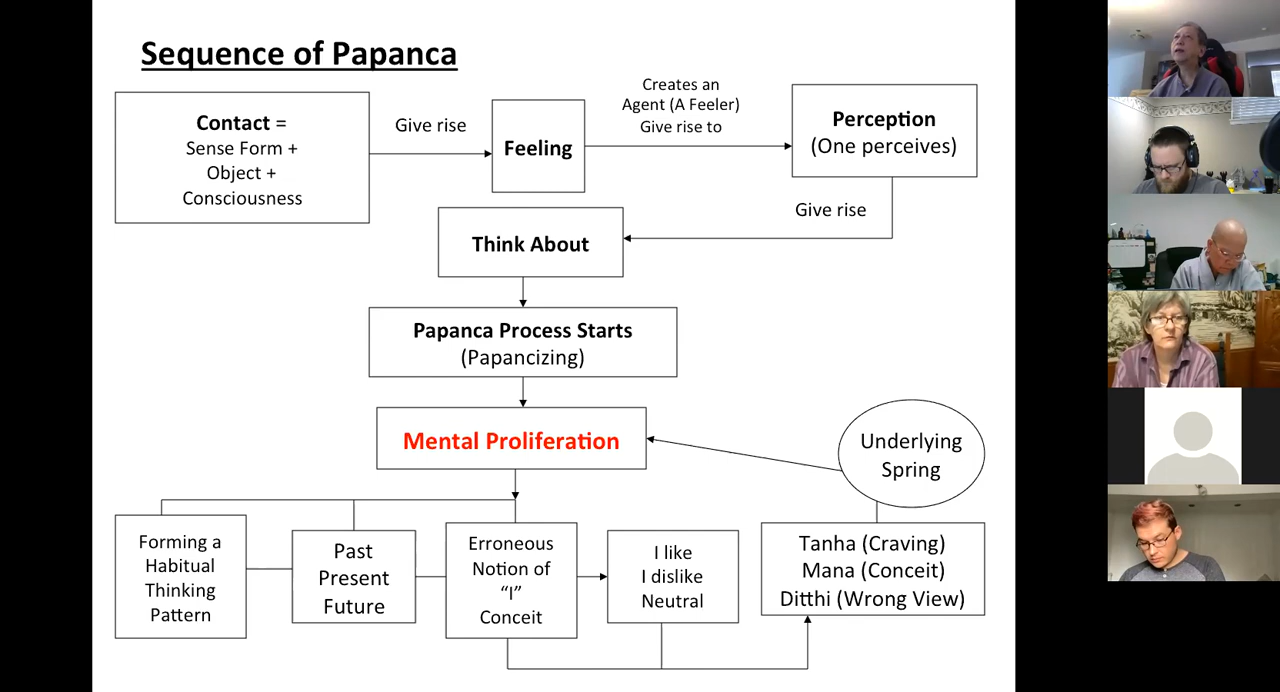 Sequence of Papanca
Contact =
Sense Form +
Object +
Consciousness
Give rise
Feeling
Creates an
Agent (A Feeler)
Give rise to
Perception
(One perceives)
Give rise
Think About
Papanca Process Starts
(Papancizing)
Mental Proliferation
Underlying
Spring
Forming a
Habitual
Thinking
Pattern
Past
Present
Future
Erroneous
Notion of
“I”
Conceit
I like
I dislike
Neutral
Tanha (Craving)
Mana (Conceit)
Ditthi (Wrong View)